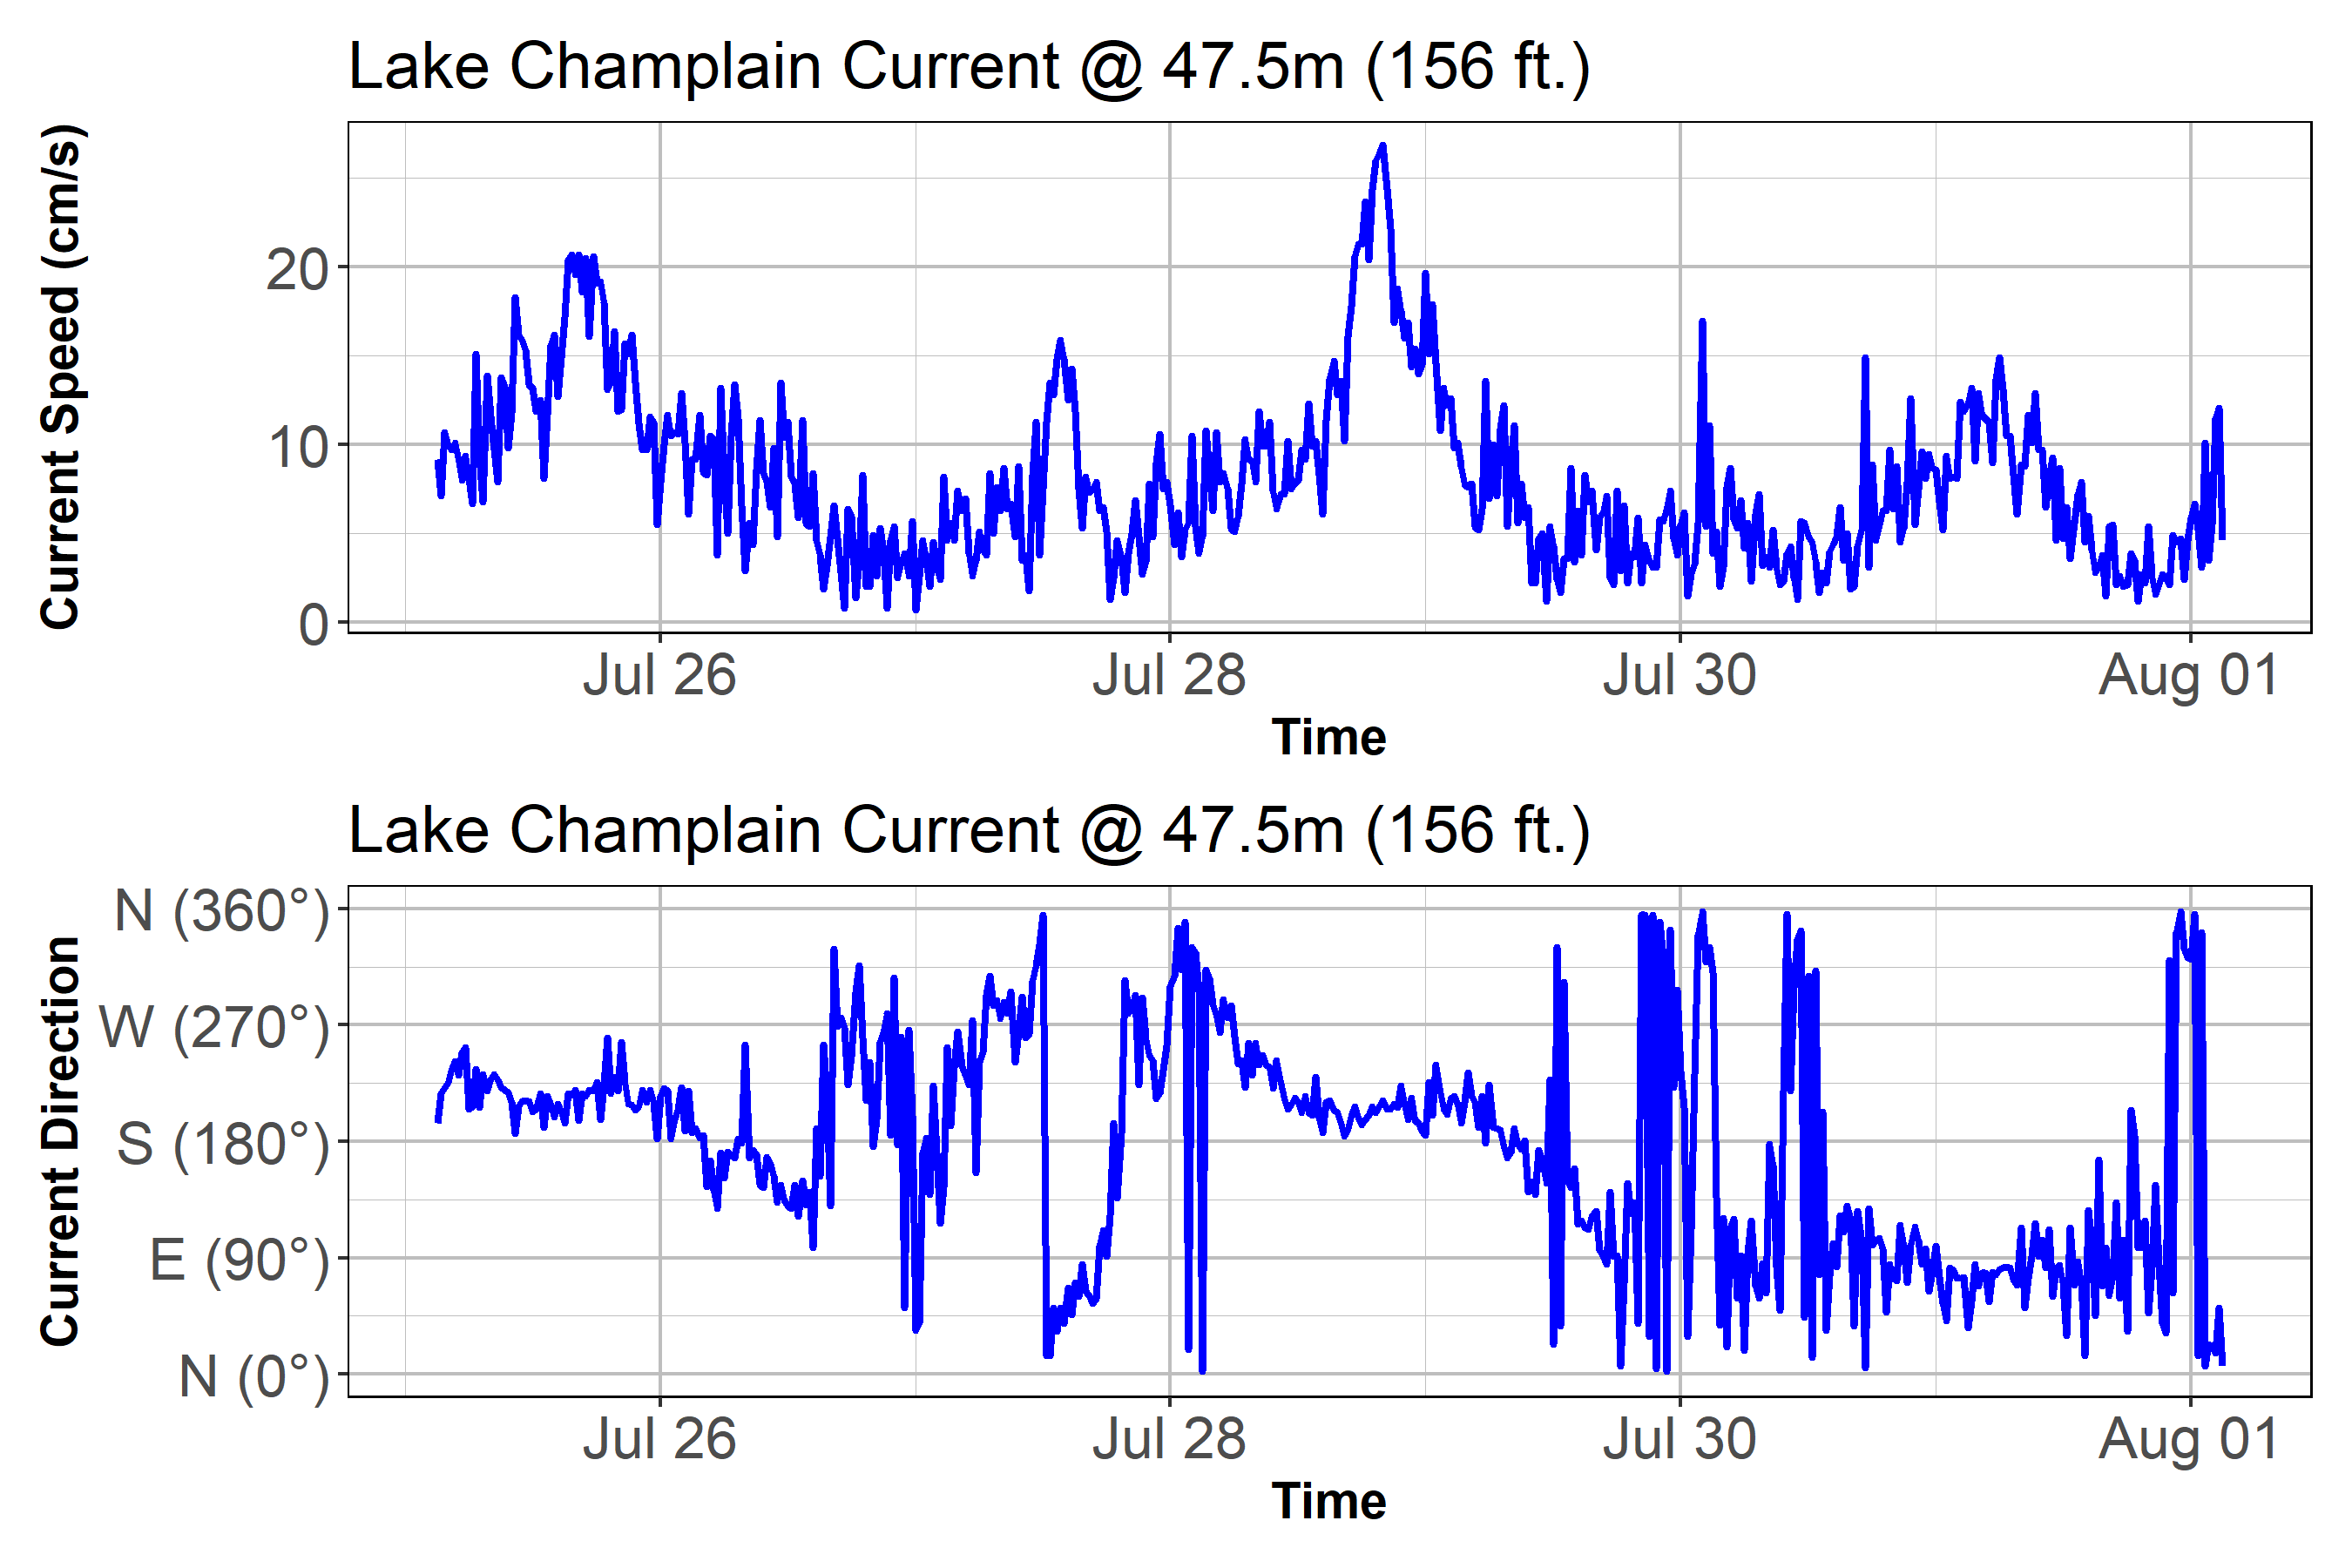 Lake Champlain Current @ 47.5m (156 ft.)
Current Speed (cm/s)
20
10
0
Jul 26 Jul 28 Jul 30 Aug 01
Time
Lake Champlain Current @ 47.5m (156 ft.)
Current Direction
N (360°)
W (270°)
S (180°)
E (90°)
N (0°)
Jul 26 Jul 28 Jul 30 Aug 01
Time